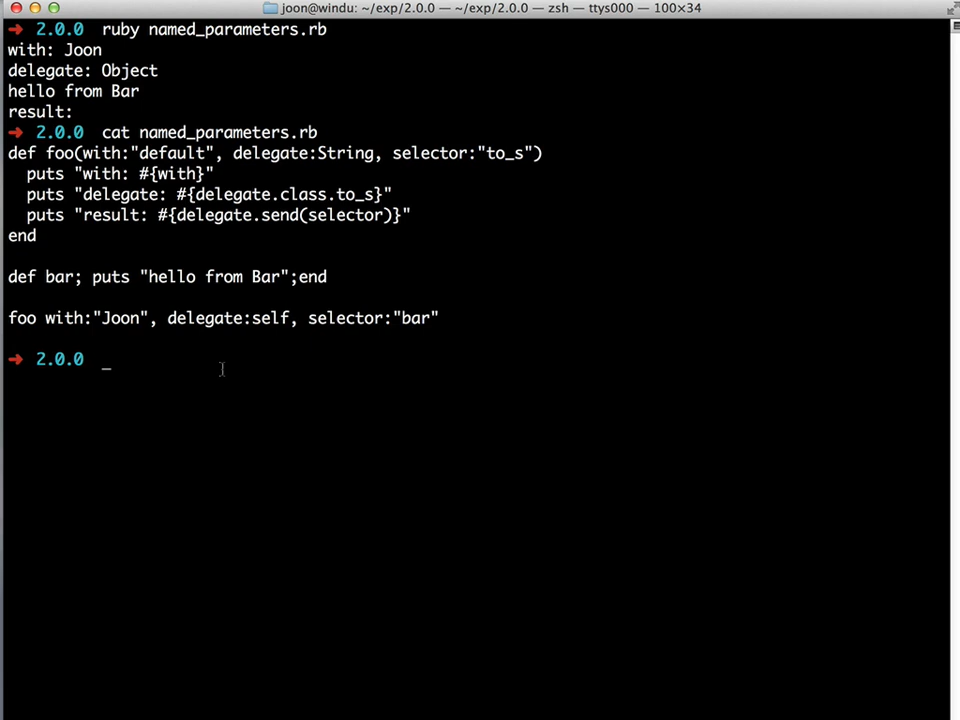 joon@windu: ~/exp/2.0.0 — ~/exp/2.0.0 — zsh — ttys000 — 100×34
➜ 2.0.0 ruby named_parameters.rb
with: Joon
delegate: Object
hello from Bar
result:
➜ 2.0.0 cat named_parameters.rb
def foo(with:"default", delegate:String, selector:"to_s")
  puts "with: #{with}"
  puts "delegate: #{delegate.class.to_s}"
  puts "result: #{delegate.send(selector)}"
end
def bar; puts "hello from Bar";end
foo with:"Joon", delegate:self, selector:"bar"
➜ 2.0.0 _